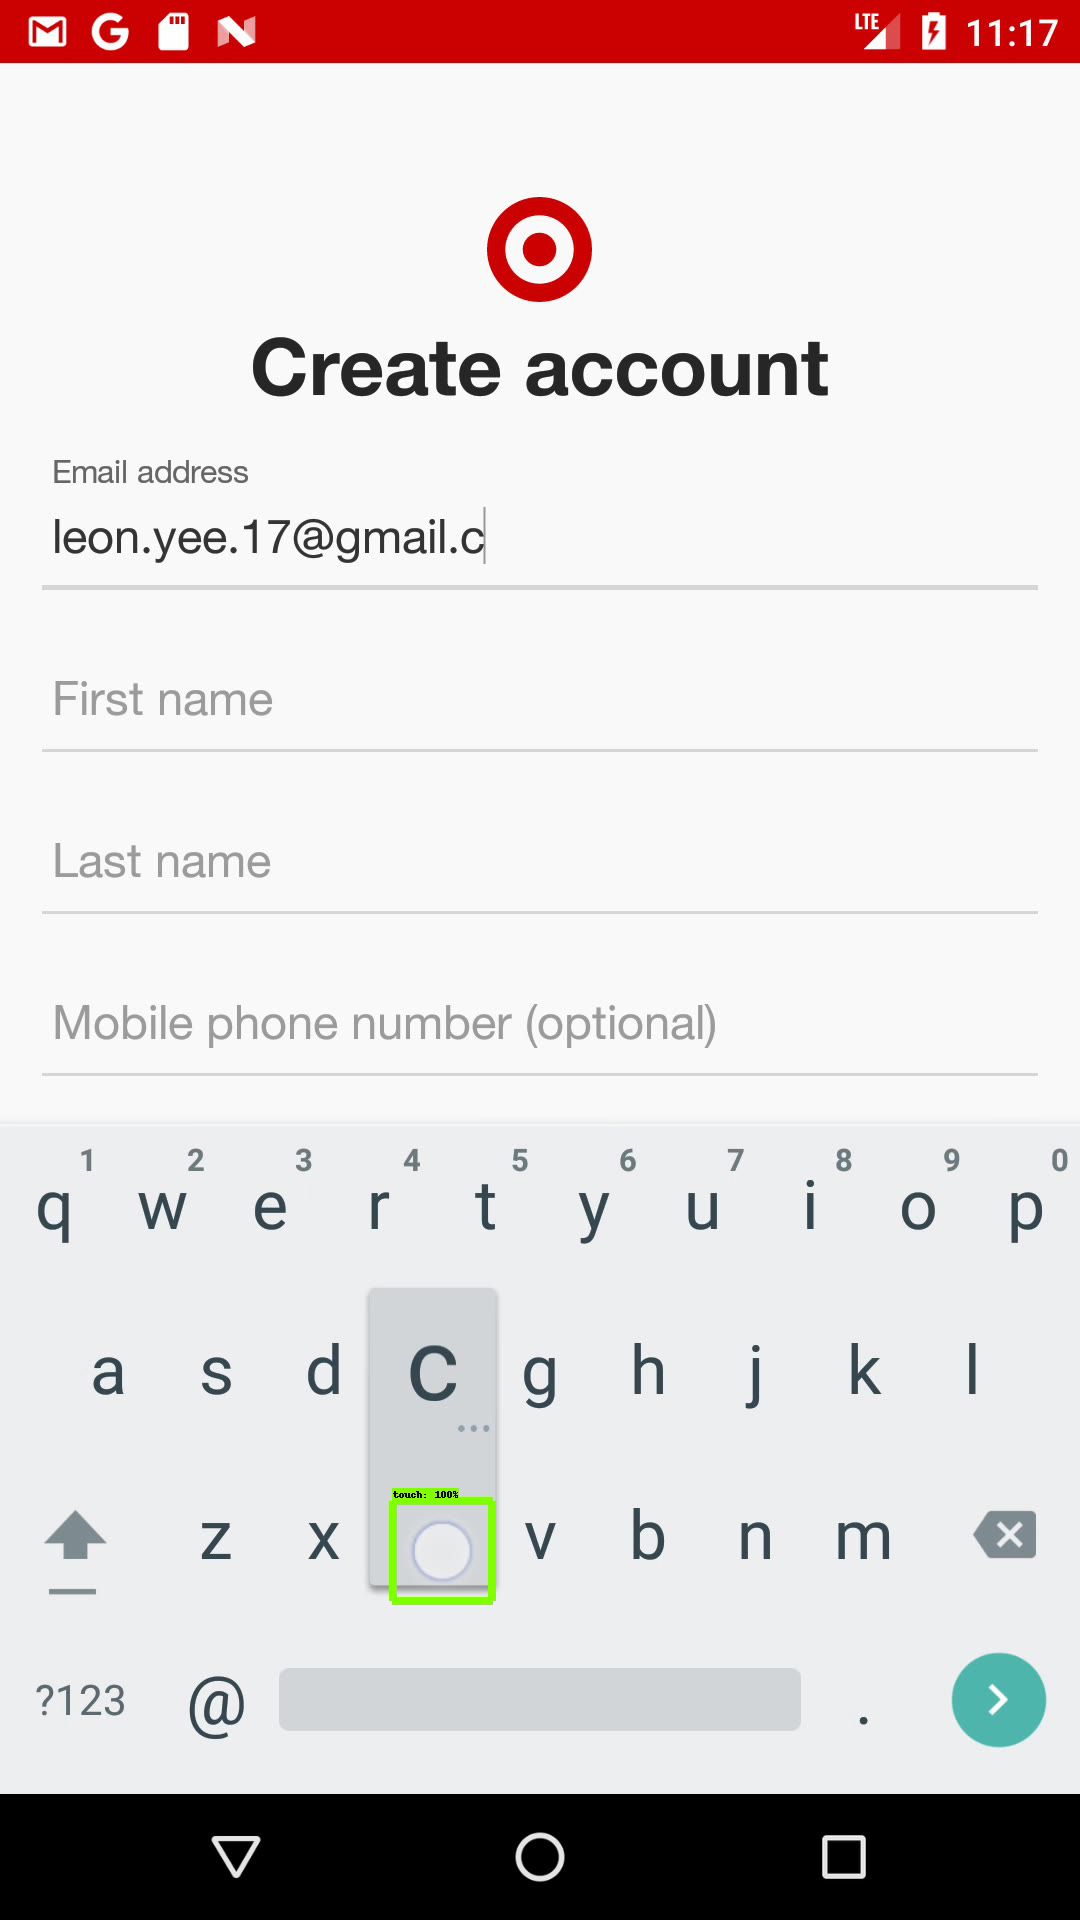 LTE 11:17
Create account
Email address
leon.yee.17@gmail.c
First name
Last name
Mobile phone number (optional)
1 2 3 4 5 6 7 8 9 0
q w e r t y u i o p
a s d c g h j k l
touch: 100%
z x v b n m
?123 @ .